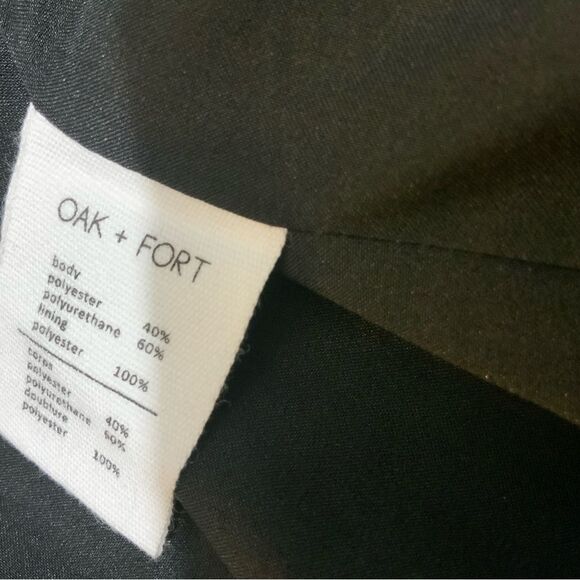 OAK + FORT
body
polyester 40%
polyurethane 60%
lining
polyester 100%
corps
polyester 40%
polyurethane 60%
doublure
polyester 100%